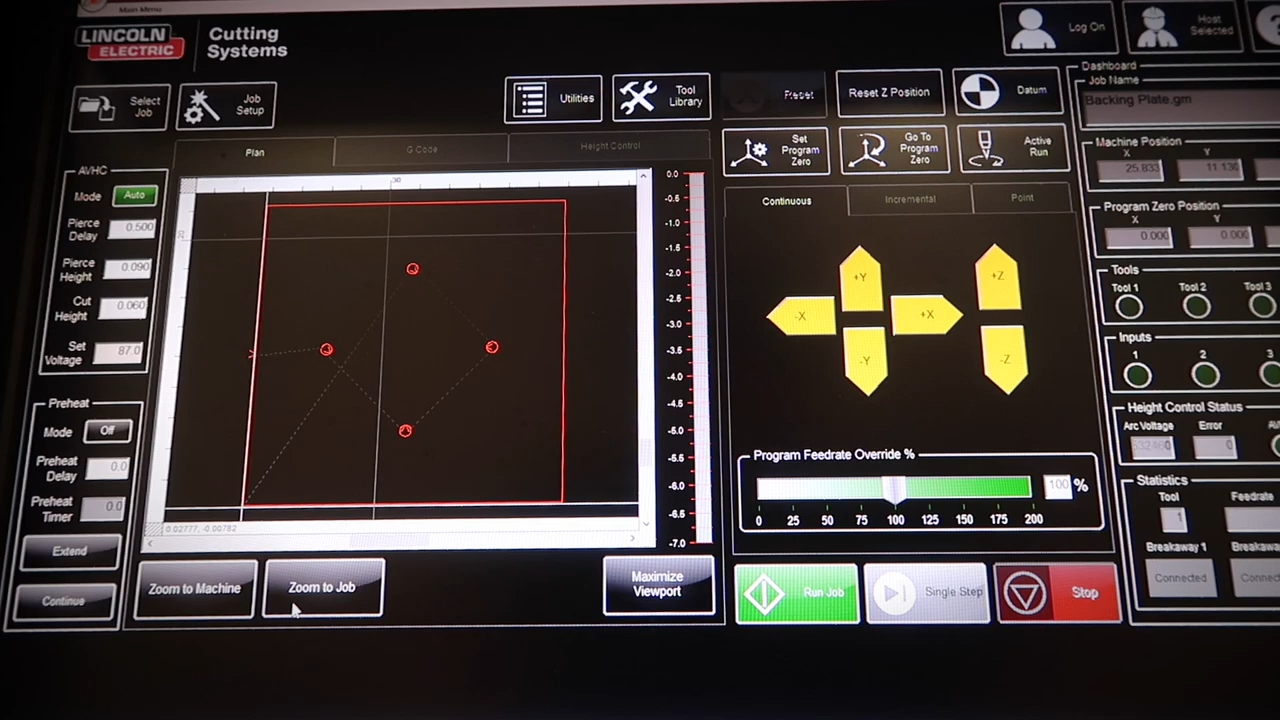 Main Menu
LINCOLN ELECTRIC
Cutting Systems
Log On
Host Selected
Select Job
Job Setup
Utilities
Tool Library
Reset
Reset Z Position
Datum
Set Program Zero
Go To Program Zero
Active Run
Plan
G Code
Height Control
AVHC
Mode
Auto
Pierce Delay
0.500
Pierce Height
0.090
Cut Height
0.060
Set Voltage
87.0
Preheat
Mode
Off
Preheat Delay
0.0
Preheat Timer
0.0
Extend
Continue
30
20
0.02777, -0.00782
0.0
-0.5
-1.0
-1.5
-2.0
-2.5
-3.0
-3.5
-4.0
-4.5
-5.0
-5.5
-6.0
-6.5
-7.0
Zoom to Machine
Zoom to Job
Maximize Viewport
Continuous
Incremental
Point
+Y
-X
+X
-Y
+Z
-Z
Program Feedrate Override %
100 %
0 25 50 75 100 125 150 175 200
Run Job
Single Step
Stop
Dashboard
Job Name
Backing Plate.gm
Machine Position
X Y
25.833 11.130
Program Zero Position
X Y
0.000 0.000
Tools
Tool 1 Tool 2 Tool 3
Inputs
1 2 3
Height Control Status
Arc Voltage Error
0
Statistics
Tool Feedrate
1
Breakaway 1
Connected